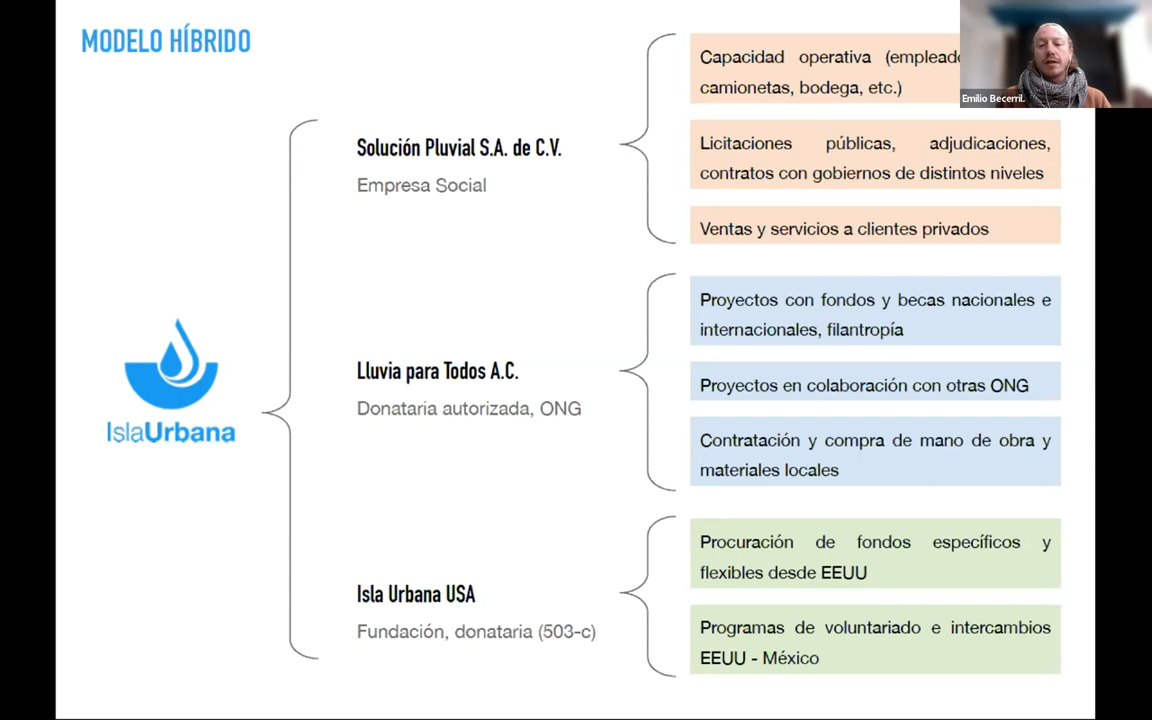 MODELO HÍBRIDO
Capacidad operativa
camionetas, bodega, etc.)
Emilio Becerril
Solución Pluvial S.A. de C.V.
Empresa Social
Licitaciones públicas, adjudicaciones,
contratos con gobiernos de distintos niveles
Ventas y servicios a clientes privados
IslaUrbana
Lluvia para Todos A.C.
Donataria autorizada, ONG
Proyectos con fondos y becas nacionales e
internacionales, filantropía
Proyectos en colaboración con otras ONG
Contratación y compra de mano de obra y
materiales locales
Isla Urbana USA
Fundación, donataria (503-c)
Procuración de fondos específicos y
flexibles desde EEUU
Programas de voluntariado e intercambios
EEUU - México